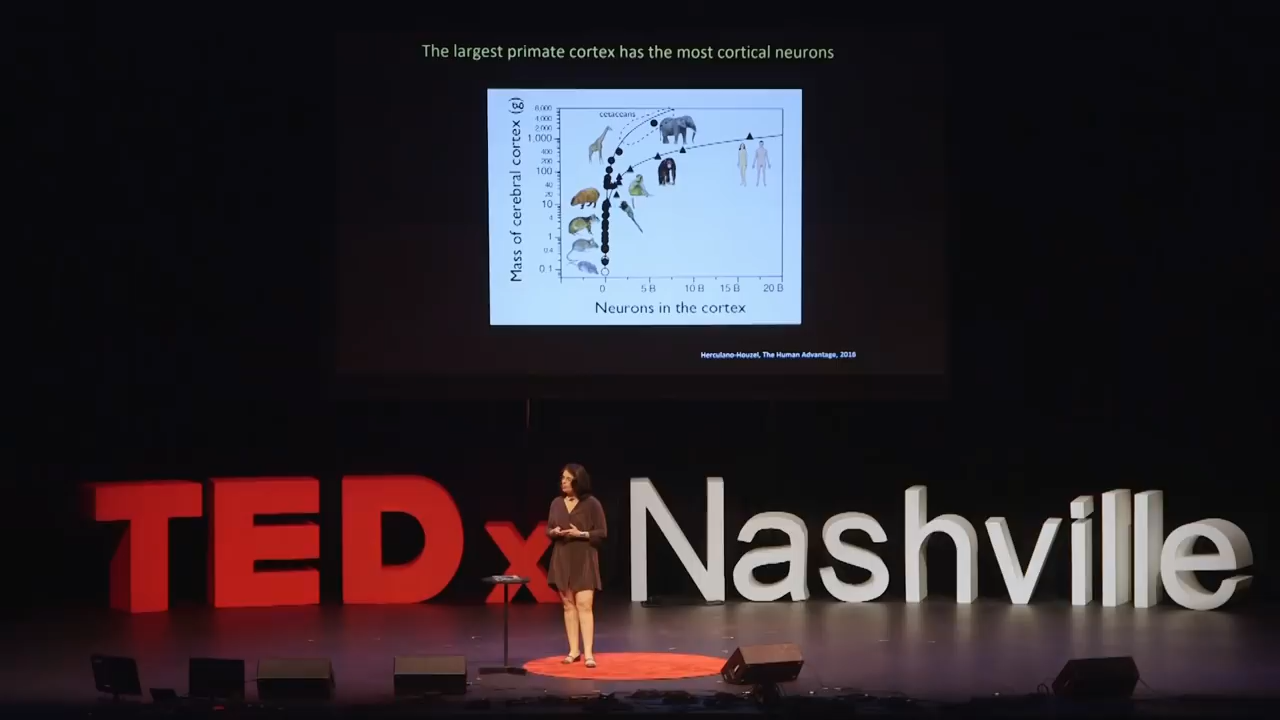 The largest primate cortex has the most cortical neurons
Mass of cerebral cortex (g)
6,000
4,000
2,000
1,000
400
200
100
40
20
10
4
1
0.4
0.1
cetaceans
0 5 B 10 B 15 B 20 B
Neurons in the cortex
Herculano-Houzel, The Human Advantage, 2016
TEDx Nashville